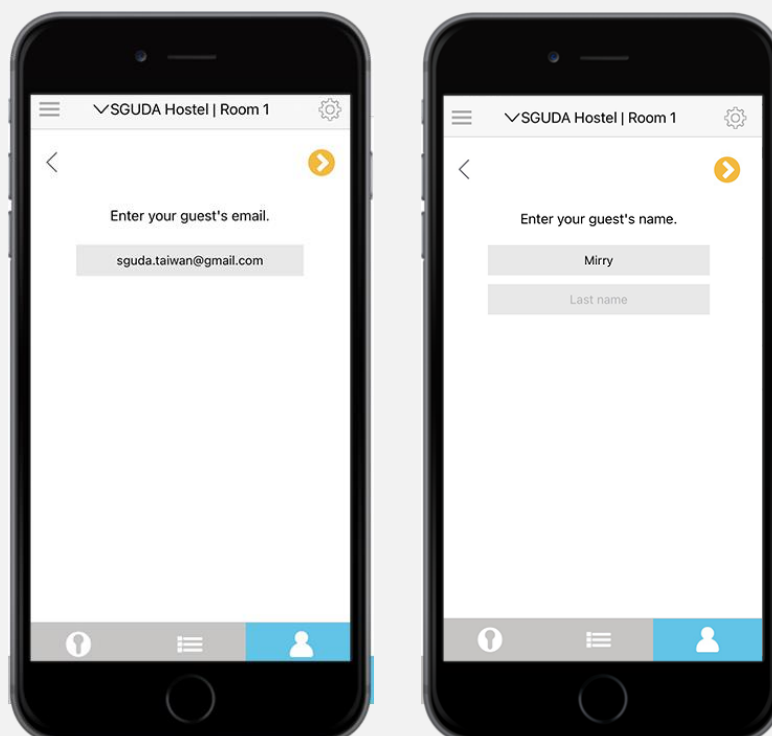 SGUDA Hostel | Room 1
Enter your guest's email.
sguda.taiwan@gmail.com
SGUDA Hostel | Room 1
Enter your guest's name.
Mirry
Last name